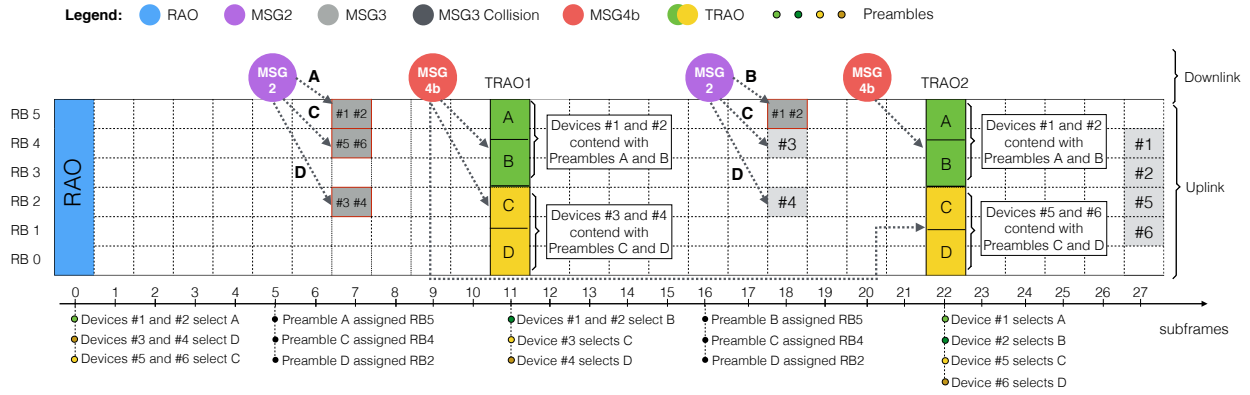 Legend: RAO MSG2 MSG3 MSG3 Collision MSG4b TRAO Preambles
MSG 2
A
C
D
MSG 4b
TRAO1
MSG 2
B
C
D
MSG 4b
TRAO2
Downlink
Uplink
RB 5
RB 4
RB 3
RB 2
RB 1
RB 0
RAO
#1 #2
#5 #6
#3 #4
A
B
C
D
Devices #1 and #2
contend with
Preambles A and B
Devices #3 and #4
contend with
Preambles C and D
#1 #2
#3
#4
A
B
C
D
Devices #1 and #2
contend with
Preambles A and B
Devices #5 and #6
contend with
Preambles C and D
#1
#2
#5
#6
0 1 2 3 4 5 6 7 8 9 10 11 12 13 14 15 16 17 18 19 20 21 22 23 24 25 26 27
subframes
Devices #1 and #2 select A
Devices #3 and #4 select D
Devices #5 and #6 select C
Preamble A assigned RB5
Preamble C assigned RB4
Preamble D assigned RB2
Devices #1 and #2 select B
Device #3 selects C
Device #4 selects D
Preamble B assigned RB5
Preamble C assigned RB4
Preamble D assigned RB2
Device #1 selects A
Device #2 selects B
Device #5 selects C
Device #6 selects D